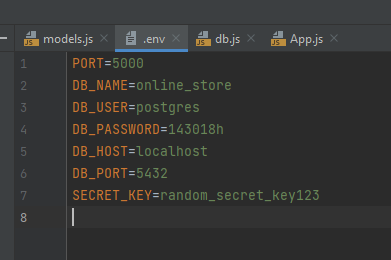 models.js .env db.js App.js
1 PORT=5000
2 DB_NAME=online_store
3 DB_USER=postgres
4 DB_PASSWORD=143018h
5 DB_HOST=localhost
6 DB_PORT=5432
7 SECRET_KEY=random_secret_key123
8